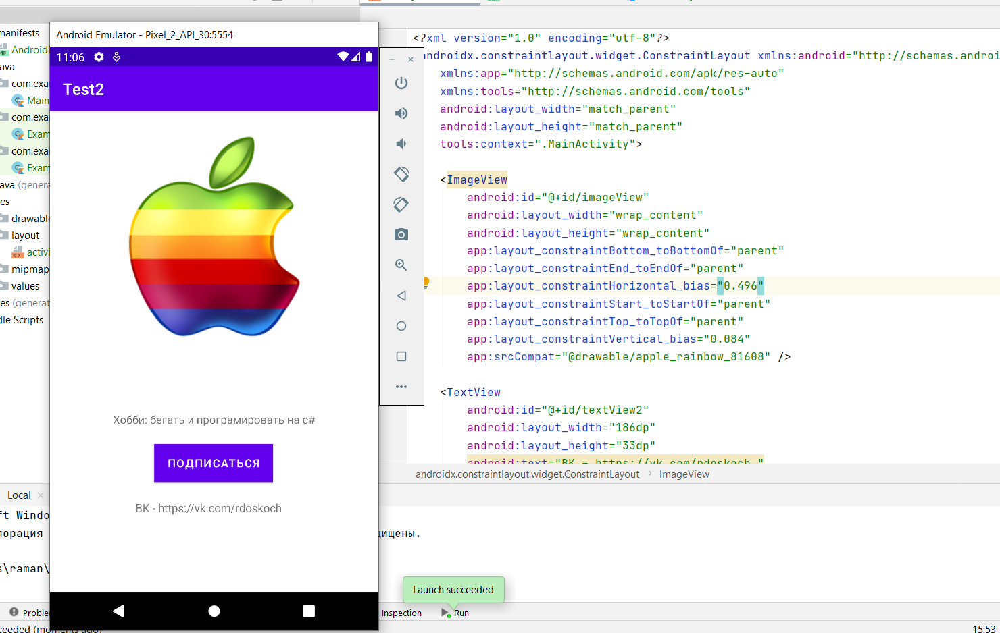 manifests
Android
ava
com.exa
Main
com.exa
Exam
com.exa
Exam
ava (genera
es
drawable
layout
activi
mipmap
values
es (generat
dle Scripts
Android Emulator - Pixel_2_API_30:5554
11:06
Test2
Хобби: бегать и програмировать на c#
ПОДПИСАТЬСЯ
ВК - https://vk.com/rdoskoch
<?xml version="1.0" encoding="utf-8"?>
androidx.constraintlayout.widget.ConstraintLayout xmlns:android="http://schemas.androi
xmlns:app="http://schemas.android.com/apk/res-auto"
xmlns:tools="http://schemas.android.com/tools"
android:layout_width="match_parent"
android:layout_height="match_parent"
tools:context=".MainActivity">
<ImageView
android:id="@+id/imageView"
android:layout_width="wrap_content"
android:layout_height="wrap_content"
app:layout_constraintBottom_toBottomOf="parent"
app:layout_constraintEnd_toEndOf="parent"
app:layout_constraintHorizontal_bias="0.496"
app:layout_constraintStart_toStartOf="parent"
app:layout_constraintTop_toTopOf="parent"
app:layout_constraintVertical_bias="0.084"
app:srcCompat="@drawable/apple_rainbow_81608" />
<TextView
android:id="@+id/textView2"
android:layout_width="186dp"
android:layout_height="33dp"
android:text="ВК - https://vk.com/rdoskoch "
androidx.constraintlayout.widget.ConstraintLayout › ImageView
Local
ft Windo
порация
щищены.
s\raman\
Launch succeeded
Proble
Inspection
Run
ceeded (moments ago)
15:53